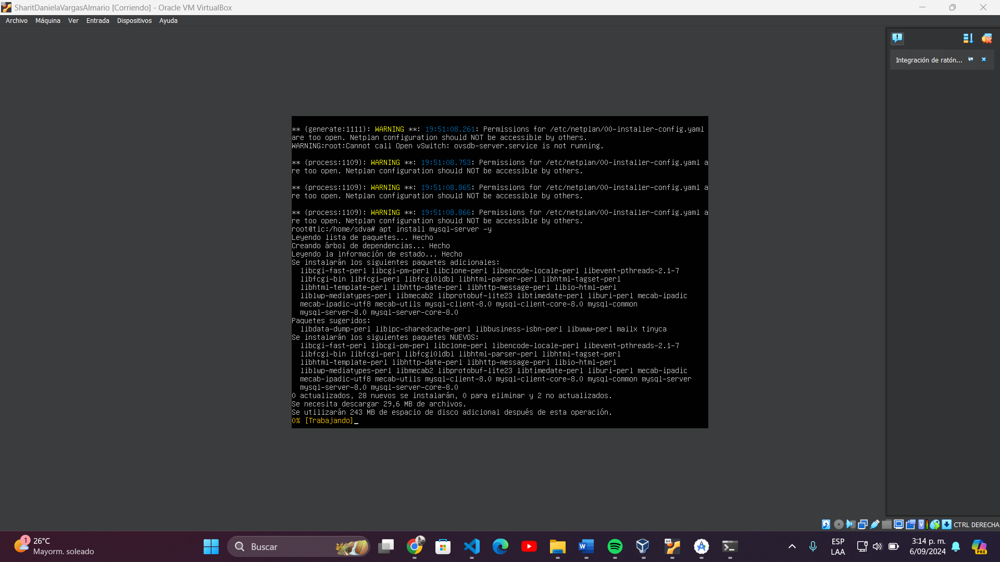 SharitDanielaVargasAlmario [Corriendo] - Oracle VM VirtualBox
Archivo Máquina Ver Entrada Dispositivos Ayuda
Integración de ratón...
** (generate:1111): WARNING **: 19:51:08.261: Permissions for /etc/netplan/00-installer-config.yaml
are too open. Netplan configuration should NOT be accessible by others.
WARNING:root:Cannot call Open vSwitch: ovsdb-server.service is not running.
** (process:1109): WARNING **: 19:51:08.753: Permissions for /etc/netplan/00-installer-config.yaml a
re too open. Netplan configuration should NOT be accessible by others.
** (process:1109): WARNING **: 19:51:08.865: Permissions for /etc/netplan/00-installer-config.yaml a
re too open. Netplan configuration should NOT be accessible by others.
** (process:1109): WARNING **: 19:51:08.866: Permissions for /etc/netplan/00-installer-config.yaml a
re too open. Netplan configuration should NOT be accessible by others.
root@tic:/home/sdva# apt install mysql-server -y
Leyendo lista de paquetes... Hecho
Creando árbol de dependencias... Hecho
Leyendo la información de estado... Hecho
Se instalarán los siguientes paquetes adicionales:
libcgi-fast-perl libcgi-pm-perl libclone-perl libencode-locale-perl libevent-pthreads-2.1-7
libfcgi-bin libfcgi-perl libfcgi0ldbl libhtml-parser-perl libhtml-tagset-perl
libhtml-template-perl libhttp-date-perl libhttp-message-perl libio-html-perl
liblwp-mediatypes-perl libmecab2 libprotobuf-lite23 libtimedate-perl liburi-perl mecab-ipadic
mecab-ipadic-utf8 mecab-utils mysql-client-8.0 mysql-client-core-8.0 mysql-common
mysql-server-8.0 mysql-server-core-8.0
Paquetes sugeridos:
libdata-dump-perl libipc-sharedcache-perl libbusiness-isbn-perl libwww-perl mailx tinyca
Se instalarán los siguientes paquetes NUEVOS:
libcgi-fast-perl libcgi-pm-perl libclone-perl libencode-locale-perl libevent-pthreads-2.1-7
libfcgi-bin libfcgi-perl libfcgi0ldbl libhtml-parser-perl libhtml-tagset-perl
libhtml-template-perl libhttp-date-perl libhttp-message-perl libio-html-perl
liblwp-mediatypes-perl libmecab2 libprotobuf-lite23 libtimedate-perl liburi-perl mecab-ipadic
mecab-ipadic-utf8 mecab-utils mysql-client-8.0 mysql-client-core-8.0 mysql-common mysql-server
mysql-server-8.0 mysql-server-core-8.0
0 actualizados, 28 nuevos se instalarán, 0 para eliminar y 2 no actualizados.
Se necesita descargar 29,6 MB de archivos.
Se utilizarán 243 MB de espacio de disco adicional después de esta operación.
0% [Trabajando]_
CTRL DERECHA
1
26°C
Mayorm. soleado
Buscar
ESP
LAA
3:14 p. m.
6/09/2024
PRE